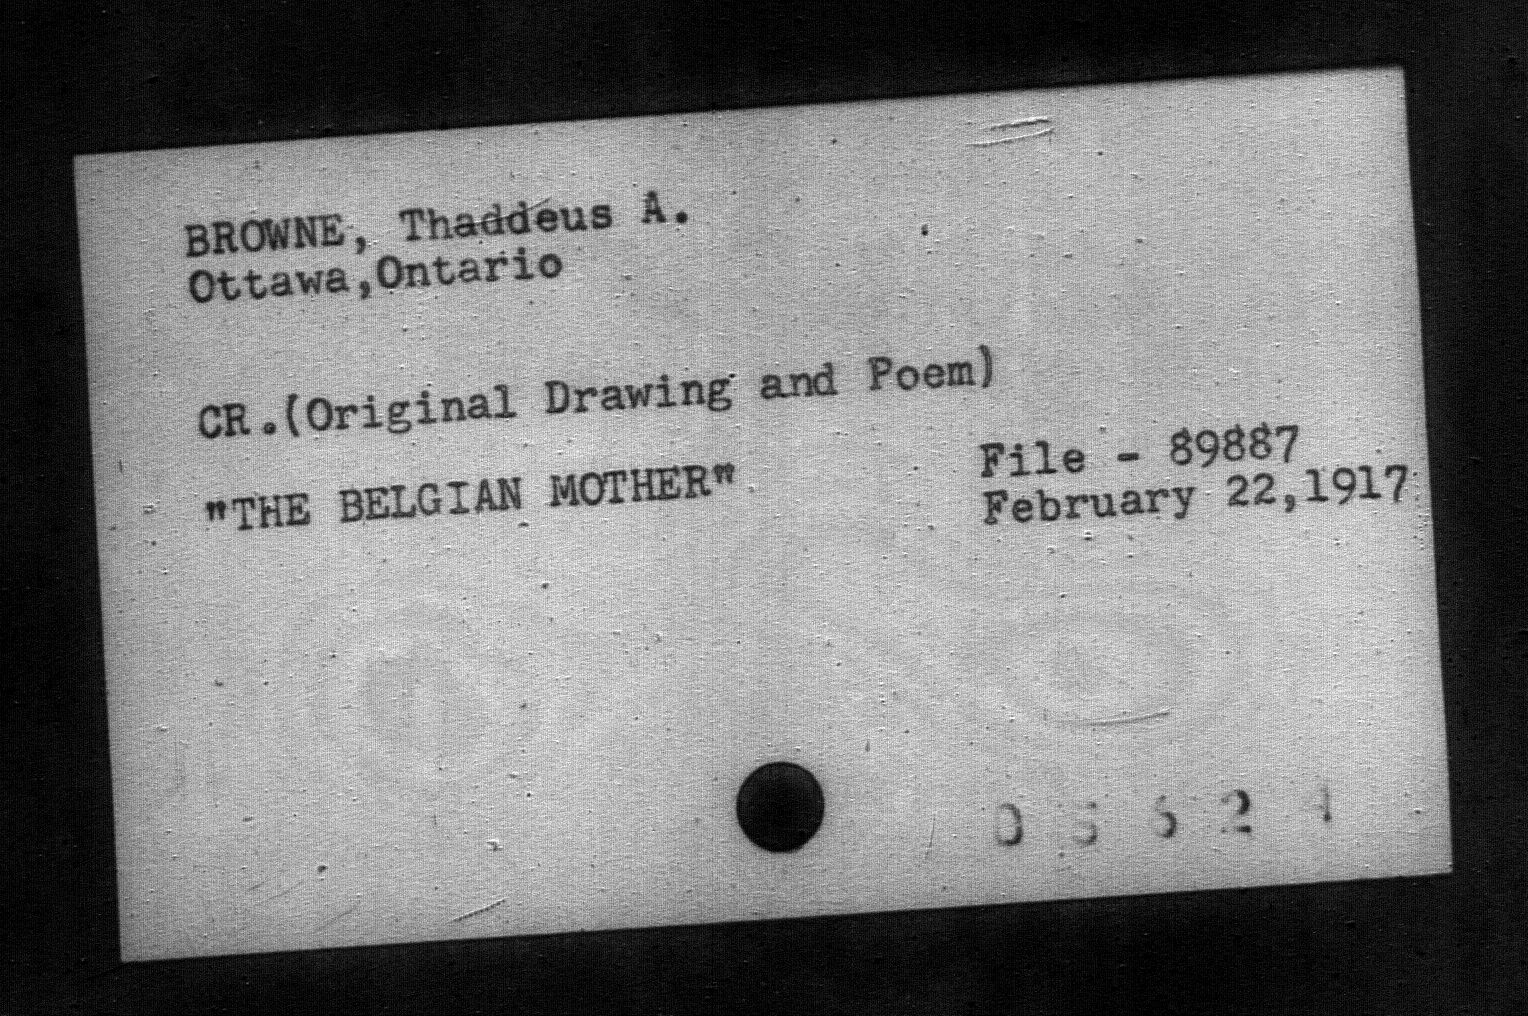 BROWNE, Thaddeus A.
Ottawa,Ontario
CR.(Original Drawing and Poem)
"THE BELGIAN MOTHER"
File - 89887
February 22,1917